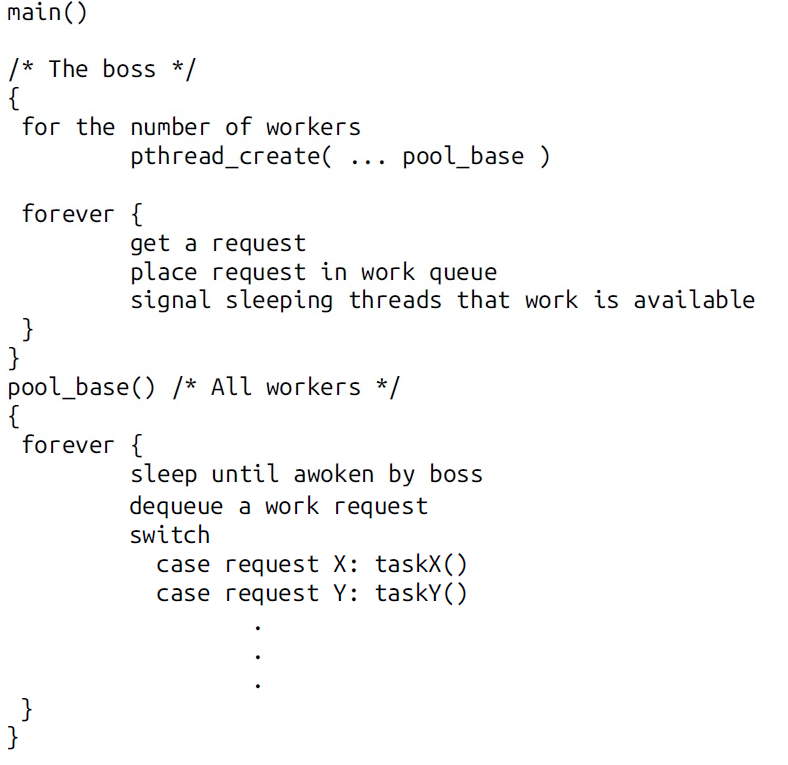 main()
/* The boss */
{
for the number of workers
pthread_create( ... pool_base )
forever {
get a request
place request in work queue
signal sleeping threads that work is available
}
}
pool_base() /* All workers */
{
forever {
sleep until awoken by boss
dequeue a work request
switch
case request X: taskX()
case request Y: taskY()
.
.
.
}
}